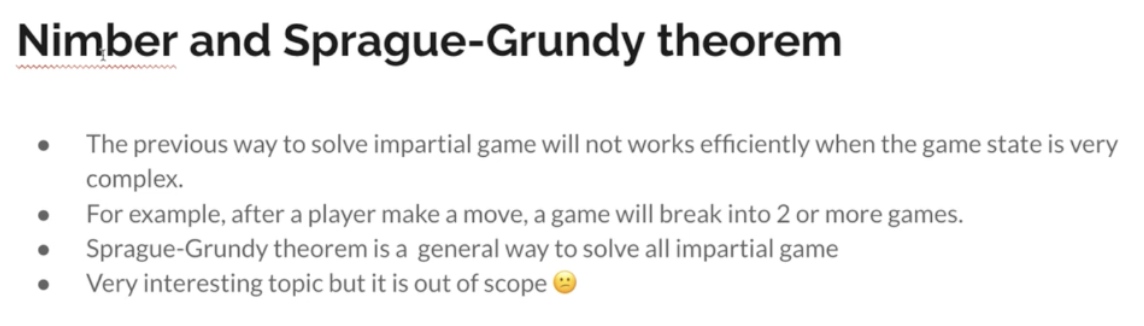 Nimber and Sprague-Grundy theorem
● The previous way to solve impartial game will not works efficiently when the game state is very
complex.
● For example, after a player make a move, a game will break into 2 or more games.
● Sprague-Grundy theorem is a general way to solve all impartial game
● Very interesting topic but it is out of scope 😕